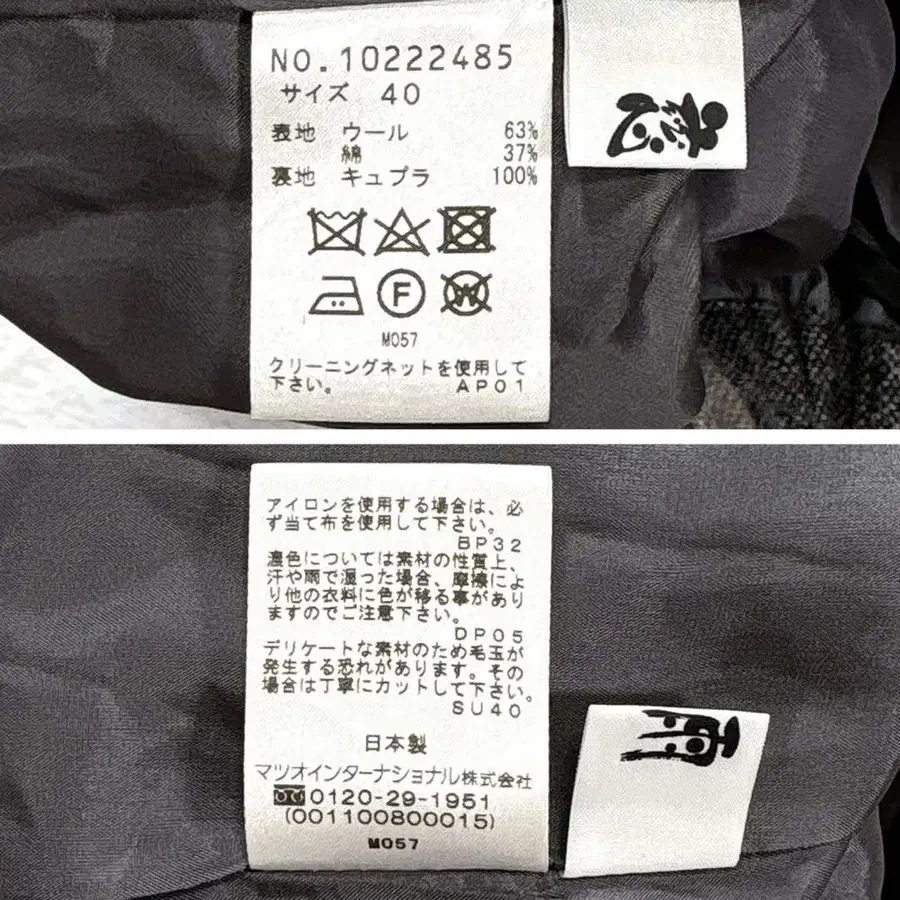 NO.10222485
サイズ 40
表地 ウール 63%
綿 37%
裏地 キュプラ 100%
F
W
M057
クリーニングネットを使用して
下さい。 AP01
アイロンを使用する場合は、必
ず当て布を使用して下さい。
BP32
濃色については素材の性質上、
汗や雨で湿った場合、摩擦によ
り他の衣料に色が移る事があり
ますのでご注意下さい。
DP05
デリケートな素材のため毛玉が
発生する恐れがあります。その
場合は丁寧にカットして下さい。
SU40
日本製
マツオインターナショナル株式会社
0120-29-1951
(001100800015)
M057